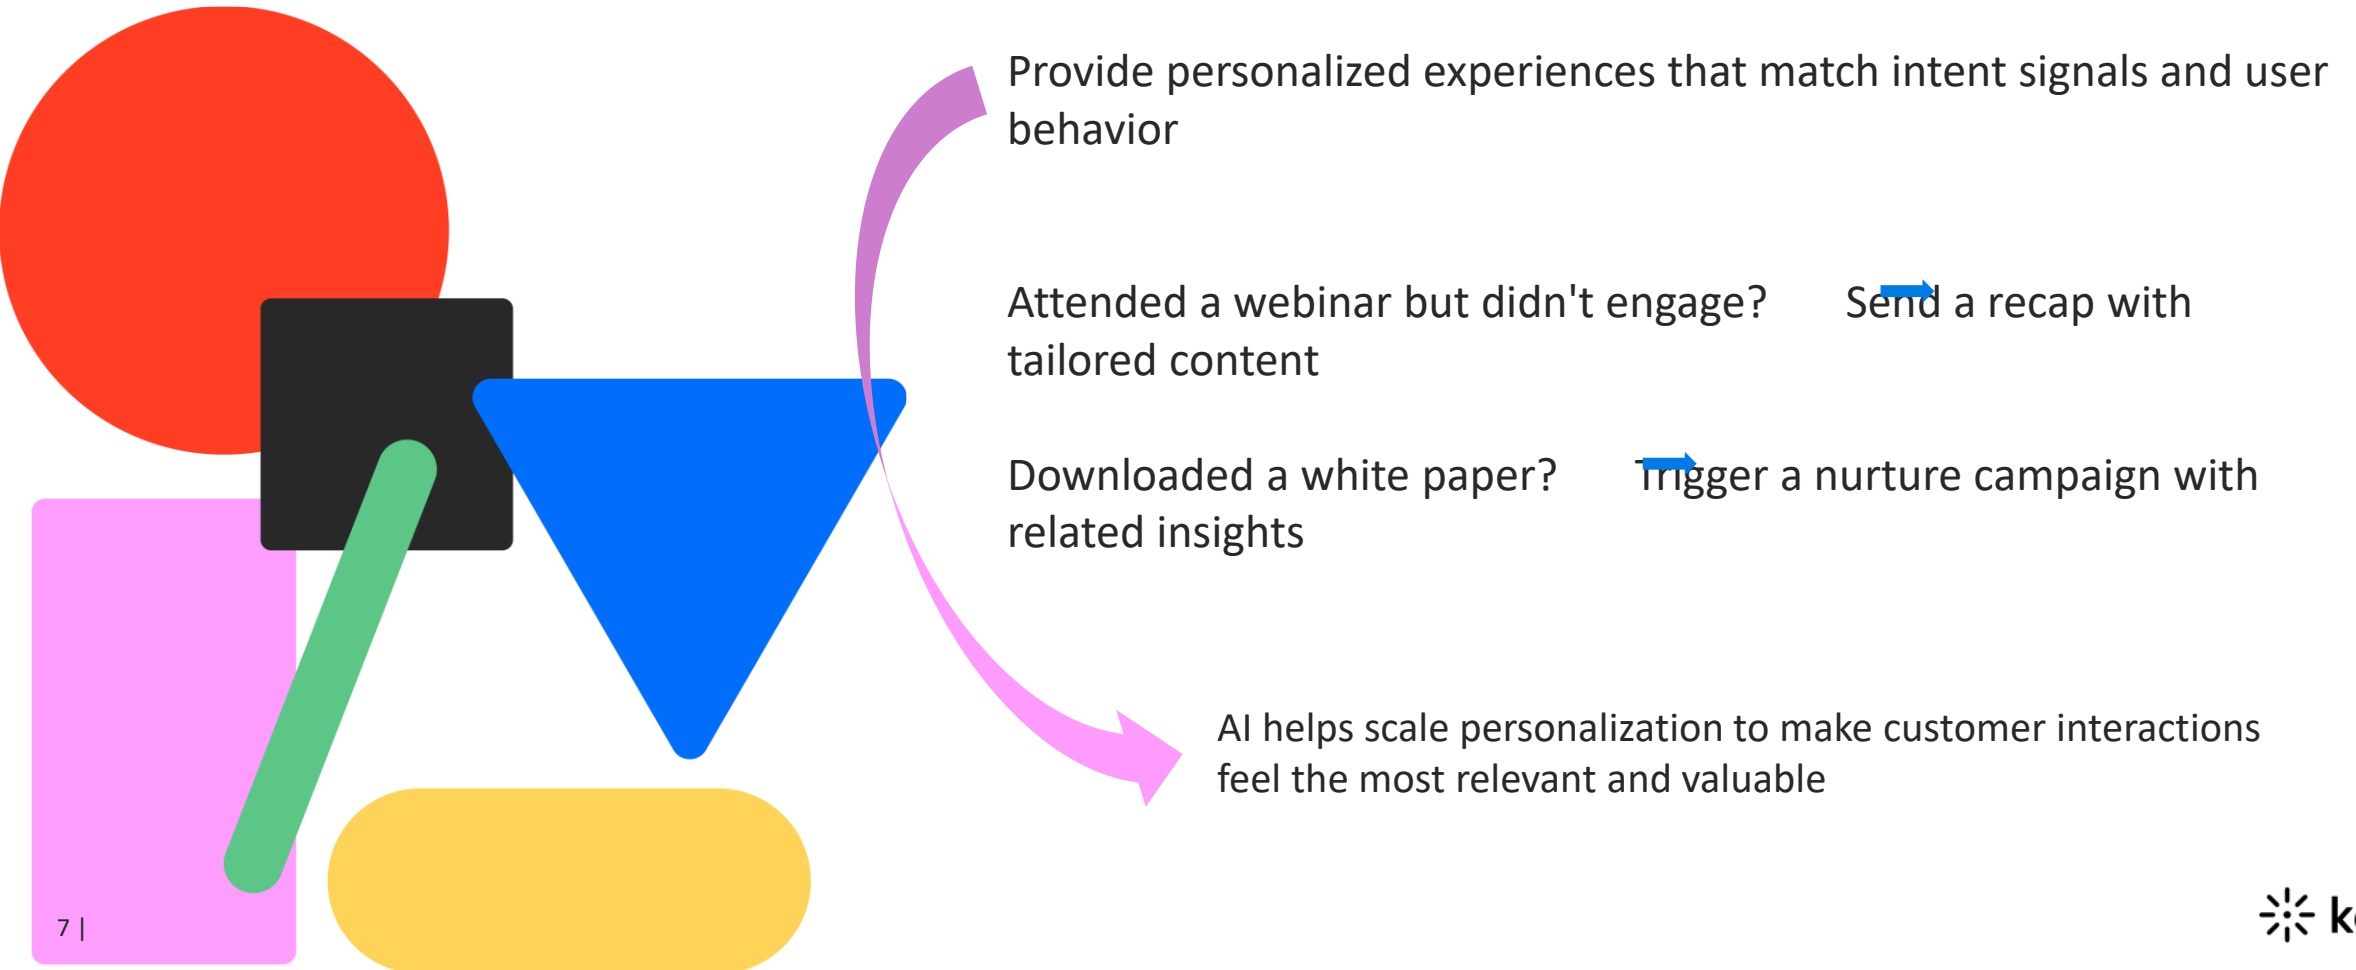 Provide personalized experiences that match intent signals and user
behavior
Attended a webinar but didn't engage? Send a recap with
tailored content
Downloaded a white paper? Trigger a nurture campaign with
related insights
AI helps scale personalization to make customer interactions
feel the most relevant and valuable
7 |